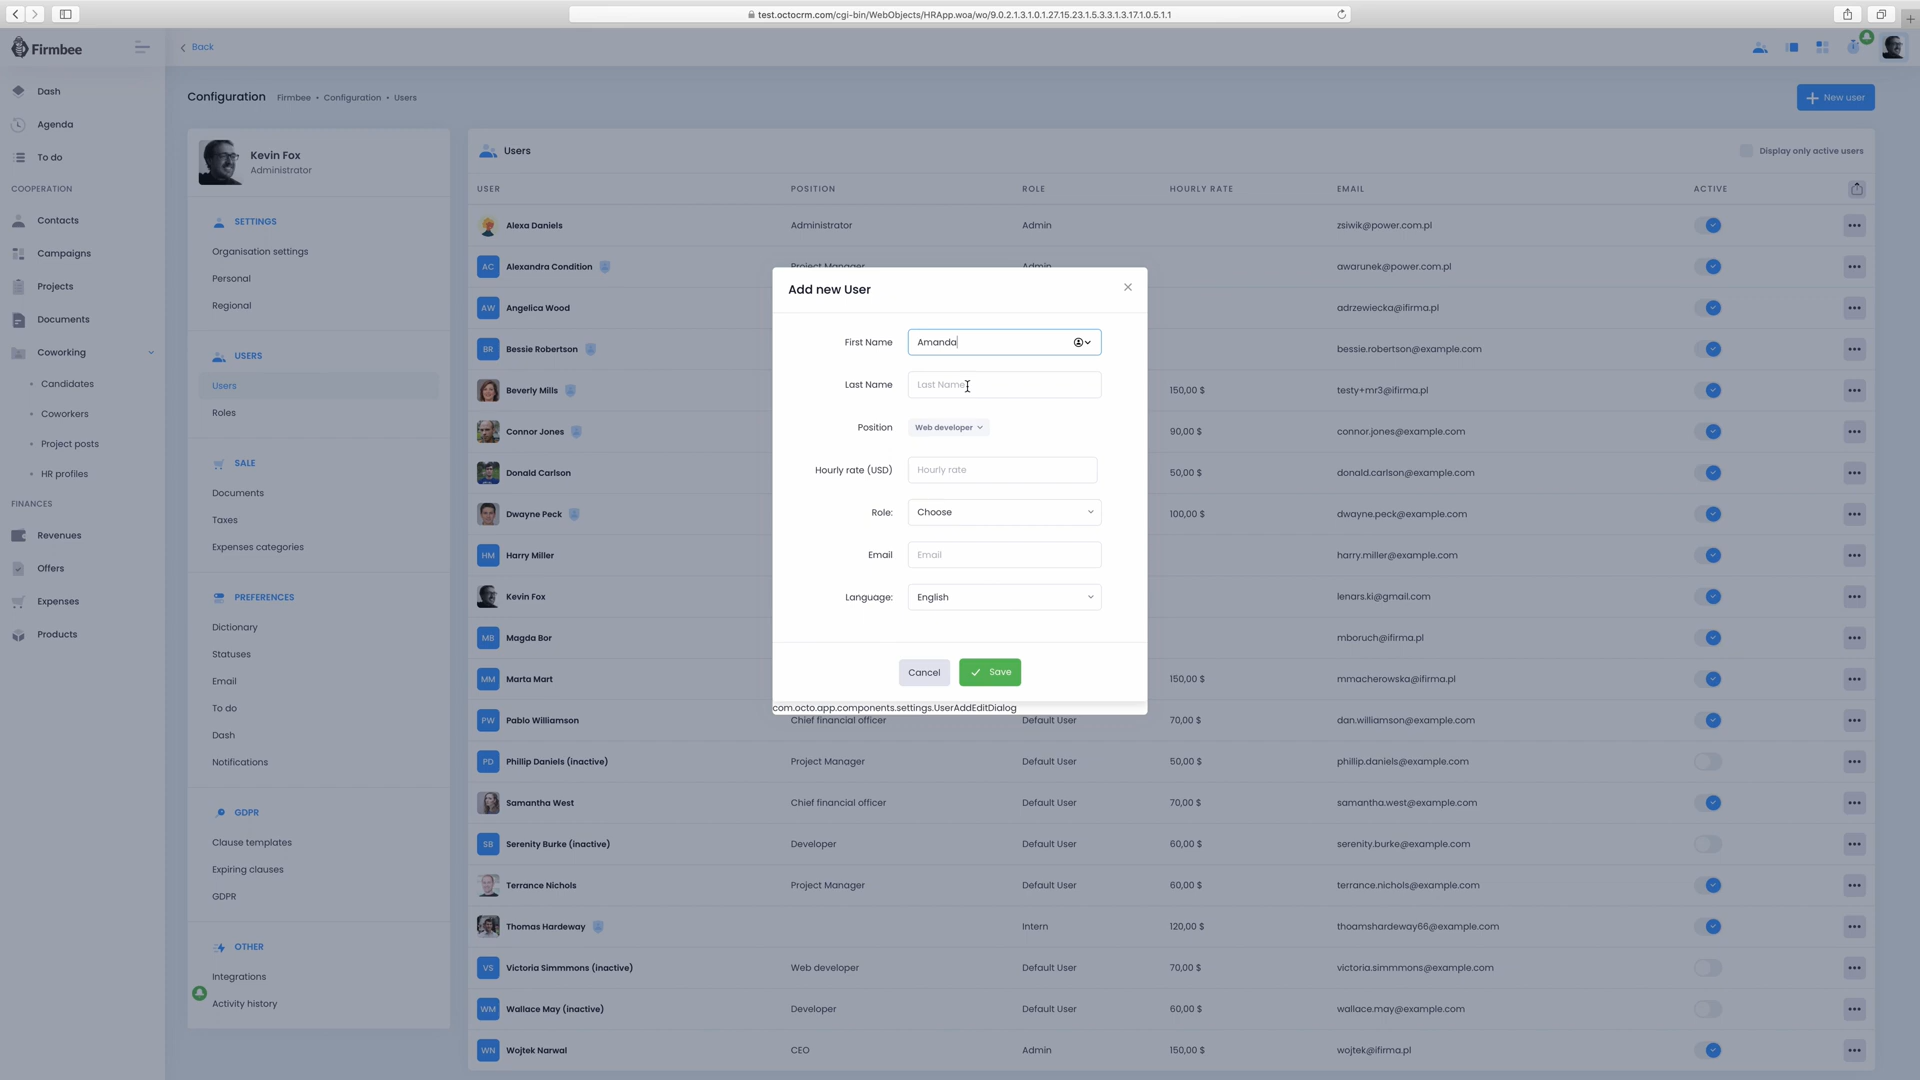 test.octocrm.com/cgi-bin/WebObjects/HRApp.woa/wo/9.0.2.1.3.1.0.1.27.15.23.1.5.3.3.1.3.17.1.0.5.1.1
Firmbee
Back
Dash
Agenda
To do
COOPERATION
Contacts
Campaigns
Projects
Documents
Coworking
Candidates
Coworkers
Project posts
HR profiles
FINANCES
Revenues
Offers
Expenses
Products
Configuration Firmbee • Configuration • Users
New user
Kevin Fox
Administrator
SETTINGS
Organisation settings
Personal
Regional
USERS
Users
Roles
SALE
Documents
Taxes
Expenses categories
PREFERENCES
Dictionary
Statuses
Email
To do
Dash
Notifications
GDPR
Clause templates
Expiring clauses
GDPR
OTHER
Integrations
Activity history
Users
Display only active users
USER POSITION ROLE HOURLY RATE EMAIL ACTIVE
Alexa Daniels Administrator Admin zsiwik@power.com.pl
AC Alexandra Condition Project Manager Admin awarunek@power.com.pl
AW Angelica Wood adrzewiecka@ifirma.pl
BR Bessie Robertson bessie.robertson@example.com
Beverly Mills 150,00 $ testy+mr3@ifirma.pl
Connor Jones 90,00 $ connor.jones@example.com
Donald Carlson 50,00 $ donald.carlson@example.com
Dwayne Peck 100,00 $ dwayne.peck@example.com
HM Harry Miller harry.miller@example.com
Kevin Fox lenars.ki@gmail.com
MB Magda Bor mboruch@ifirma.pl
MM Marta Mart 150,00 $ mmacherowska@ifirma.pl
PW Pablo Williamson Chief financial officer Default User 70,00 $ dan.williamson@example.com
PD Phillip Daniels (inactive) Project Manager Default User 50,00 $ phillip.daniels@example.com
Samantha West Chief financial officer Default User 70,00 $ samantha.west@example.com
SB Serenity Burke (inactive) Developer Default User 60,00 $ serenity.burke@example.com
Terrance Nichols Project Manager Default User 60,00 $ terrance.nichols@example.com
Thomas Hardeway Intern 120,00 $ thoamshardeway66@example.com
VS Victoria Simmmons (inactive) Web developer Default User 70,00 $ victoria.simmmons@example.com
WM Wallace May (inactive) Developer Default User 60,00 $ wallace.may@example.com
WN Wojtek Narwal CEO Admin 150,00 $ wojtek@ifirma.pl
Add new User
First Name Amanda
Last Name Last Name
Position Web developer
Hourly rate (USD) Hourly rate
Role: Choose
Email Email
Language: English
Cancel Save
com.octo.app.components.settings.UserAddEditDialog